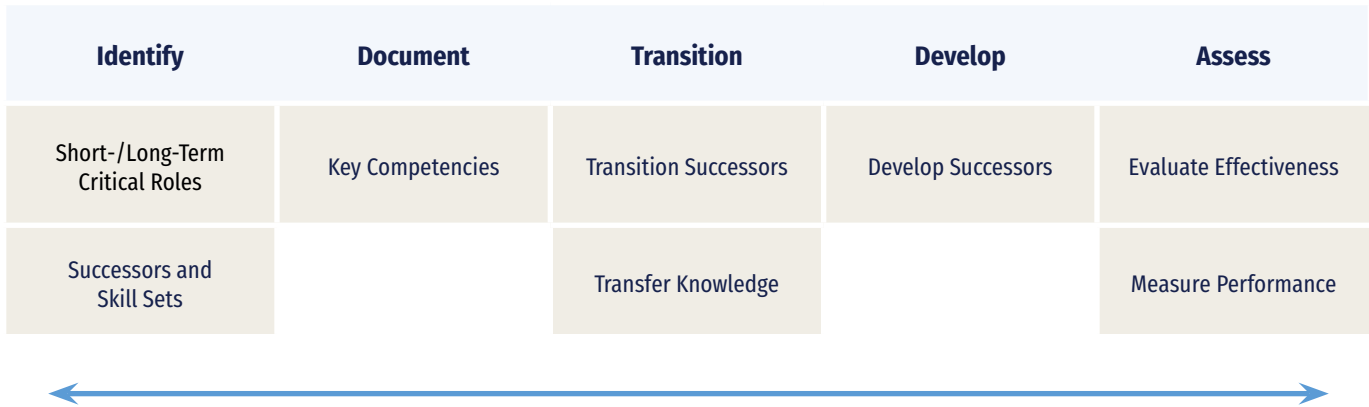 Identify
Document
Transition
Develop
Assess
Short-/Long-Term
Critical Roles
Key Competencies
Transition Successors
Develop Successors
Evaluate Effectiveness
Successors and
Skill Sets
Transfer Knowledge
Measure Performance